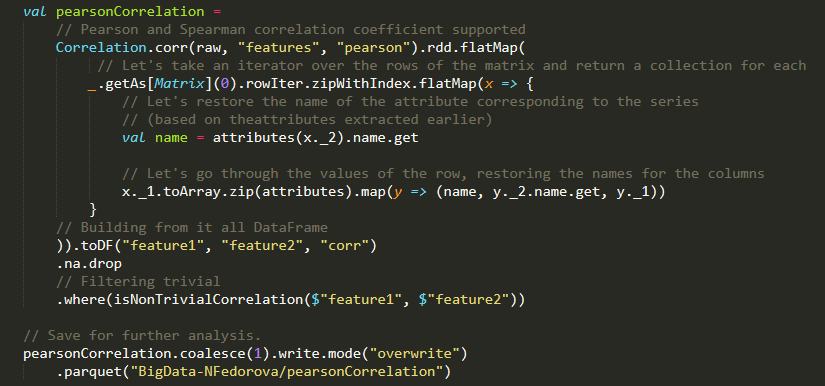 val pearsonCorrelation =
    // Pearson and Spearman correlation coefficient supported
    Correlation.corr(raw, "features", "pearson").rdd.flatMap(
        // Let's take an iterator over the rows of the matrix and return a collection for each
        _.getAs[Matrix](0).rowIter.zipWithIndex.flatMap(x => {
            // Let's restore the name of the attribute corresponding to the series
            // (based on theattributes extracted earlier)
            val name = attributes(x._2).name.get

            // Let's go through the values of the row, restoring the names for the columns
            x._1.toArray.zip(attributes).map(y => (name, y._2.name.get, y._1))
        }
    // Building from it all DataFrame
    )).toDF("feature1", "feature2", "corr")
    .na.drop
    // Filtering trivial
    .where(isNonTrivialCorrelation($"feature1", $"feature2"))

// Save for further analysis.
pearsonCorrelation.coalesce(1).write.mode("overwrite")
    .parquet("BigData-NFedorova/pearsonCorrelation")